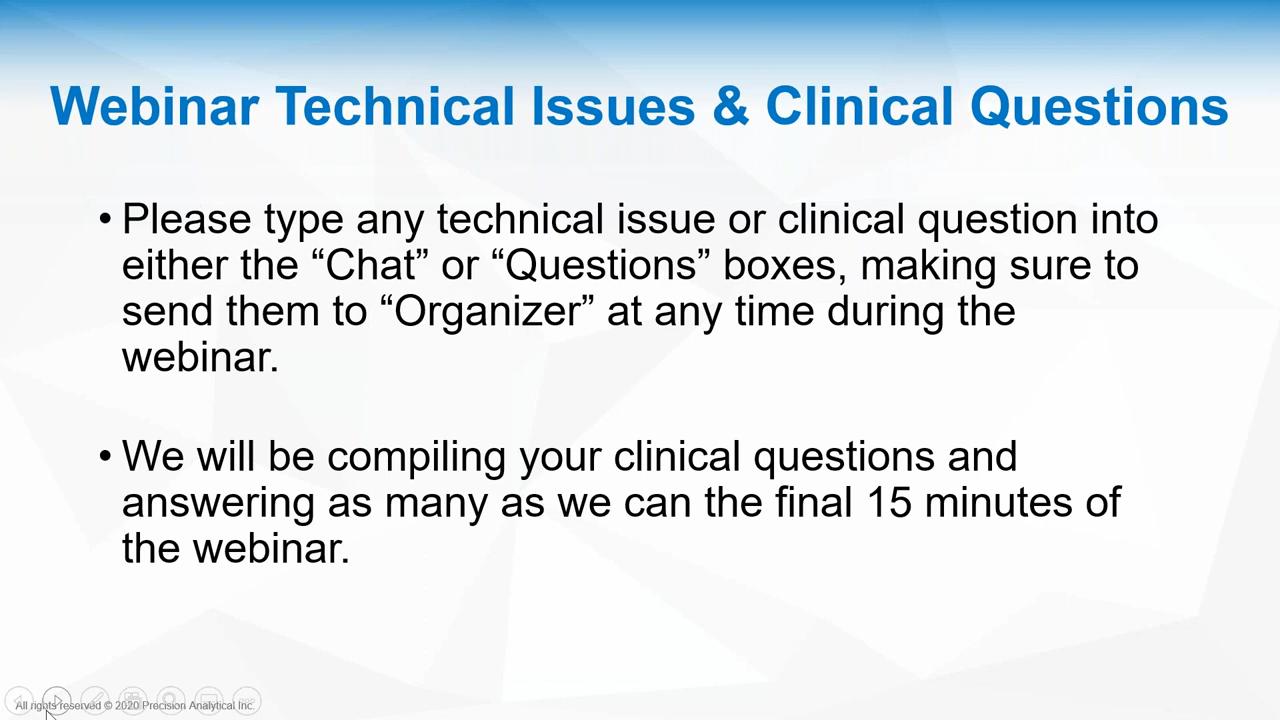 Webinar Technical Issues & Clinical Questions
• Please type any technical issue or clinical question into
either the “Chat” or “Questions” boxes, making sure to
send them to “Organizer” at any time during the
webinar.
• We will be compiling your clinical questions and
answering as many as we can the final 15 minutes of
the webinar.
All rights reserved © 2020 Precision Analytical Inc.